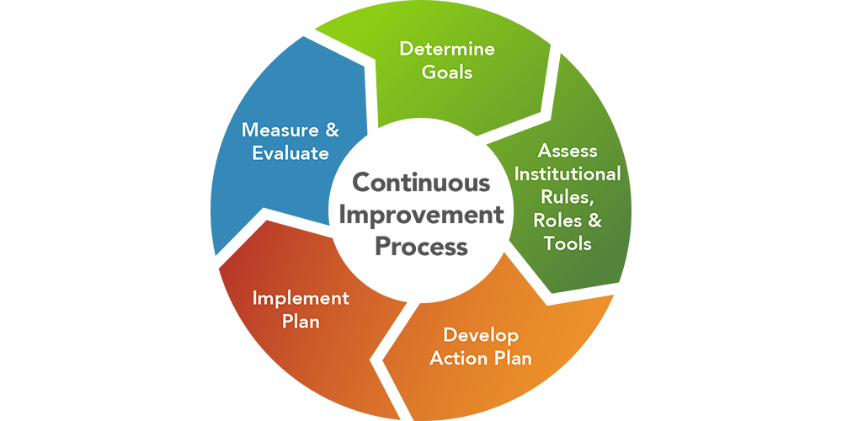 Determine
Goals
Assess
Institutional
Rules,
Roles &
Tools
Develop
Action Plan
Implement
Plan
Measure &
Evaluate
Continuous
Improvement
Process